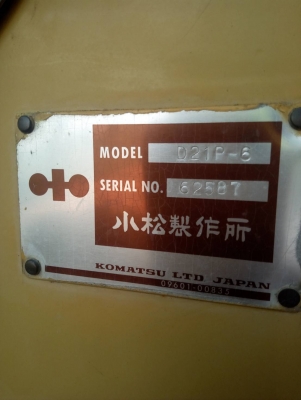 MODEL D21P-6
SERIAL NO. 62587
小松製作所
KOMATSU LTD JAPAN
09601-00835